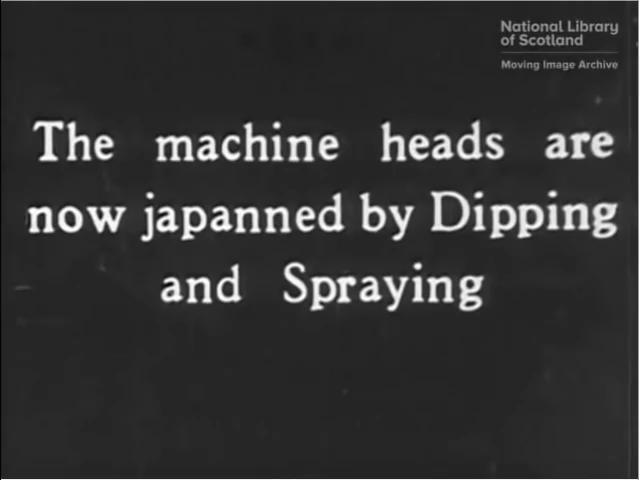 National Library
of Scotland
Moving Image Archive
The machine heads are
now japanned by Dipping
and Spraying